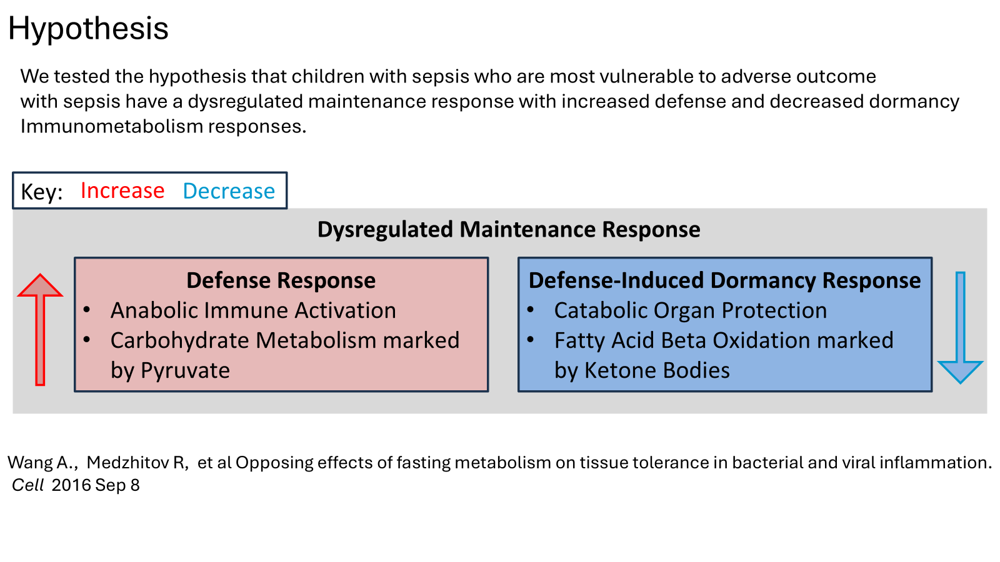 Hypothesis
We tested the hypothesis that children with sepsis who are most vulnerable to adverse outcome
with sepsis have a dysregulated maintenance response with increased defense and decreased dormancy
Immunometabolism responses.
Key: Increase Decrease
Dysregulated Maintenance Response
Defense Response
• Anabolic Immune Activation
• Carbohydrate Metabolism marked
by Pyruvate
Defense-Induced Dormancy Response
• Catabolic Organ Protection
• Fatty Acid Beta Oxidation marked
by Ketone Bodies
Wang A., Medzhitov R, et al Opposing effects of fasting metabolism on tissue tolerance in bacterial and viral inflammation.
Cell 2016 Sep 8